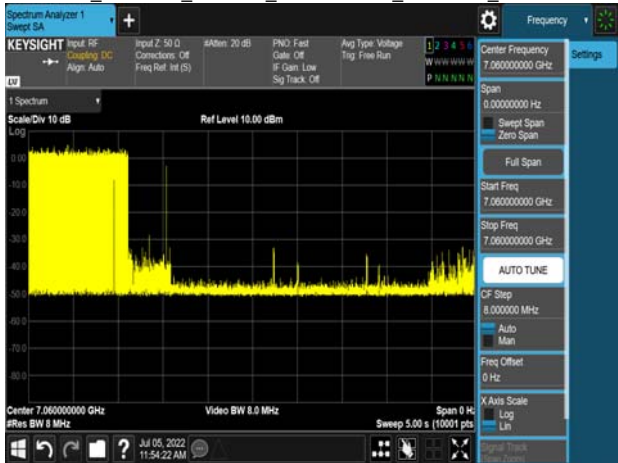 Spectrum Analyzer 1
Swept SA
+
Frequency
KEYSIGHT
Input: RF
Coupling: DC
Align: Auto
Input Z: 50 Ω
Corrections: Off
Freq Ref: Int (S)
#Atten: 20 dB
PNO: Fast
Gate: Off
IF Gain: Low
Sig Track: Off
Avg Type: Voltage
Trig: Free Run
1 2 3 4 5 6
W W W W W W
P N N N N N
LXI
1 Spectrum
Scale/Div 10 dB
Ref Level 10.00 dBm
Log
0.00
-10.0
-20.0
-30.0
-40.0
-50.0
-60.0
-70.0
-80.0
Center 7.060000000 GHz
#Res BW 8 MHz
Video BW 8.0 MHz
Span 0 Hz
Sweep 5.00 s (10001 pts
Jul 05, 2022
11:54:22 AM
?
Center Frequency
7.060000000 GHz
Settings
Span
0.00000000 Hz
Swept Span
Zero Span
Full Span
Start Freq
7.060000000 GHz
Stop Freq
7.060000000 GHz
AUTO TUNE
CF Step
8.000000 MHz
Auto
Man
Freq Offset
0 Hz
X Axis Scale
Log
Lin
Signal Track
(Span Zoom)